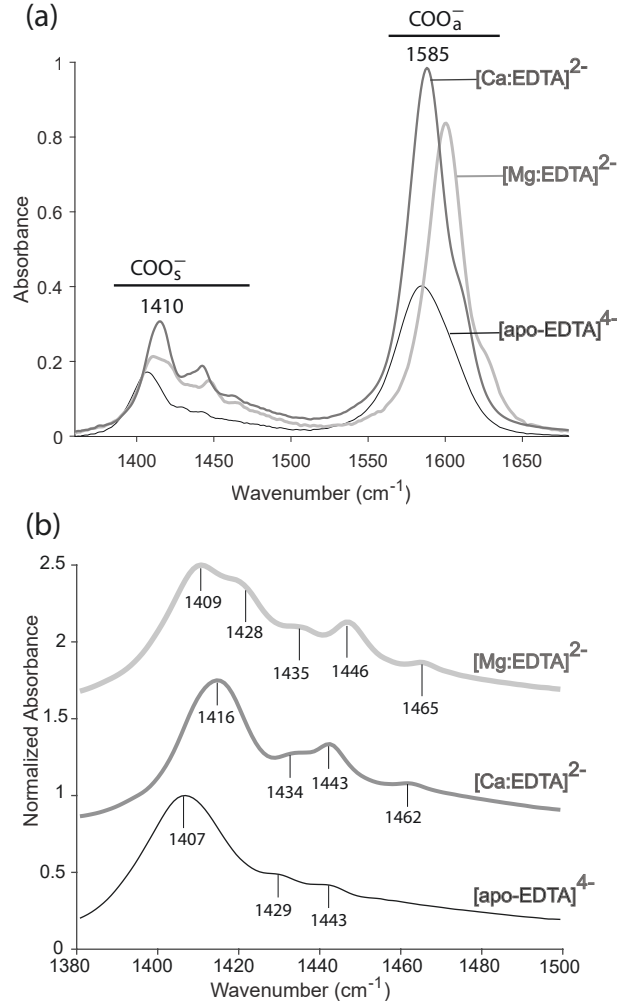 (a)
COO⁻ₐ
1585
[Ca:EDTA]²⁻
[Mg:EDTA]²⁻
[apo-EDTA]⁴⁻
COO⁻ₛ
1410
Absorbance
1
0.8
0.6
0.4
0.2
0
1400 1450 1500 1550 1600 1650
Wavenumber (cm⁻¹)
(b)
Normalized Absorbance
2.5
2
1.5
1
0.5
0
1409
1428
1435
1446
1465
[Mg:EDTA]²⁻
1416
1434
1443
1462
[Ca:EDTA]²⁻
1407
1429
1443
[apo-EDTA]⁴⁻
1380 1400 1420 1440 1460 1480 1500
Wavenumber (cm⁻¹)